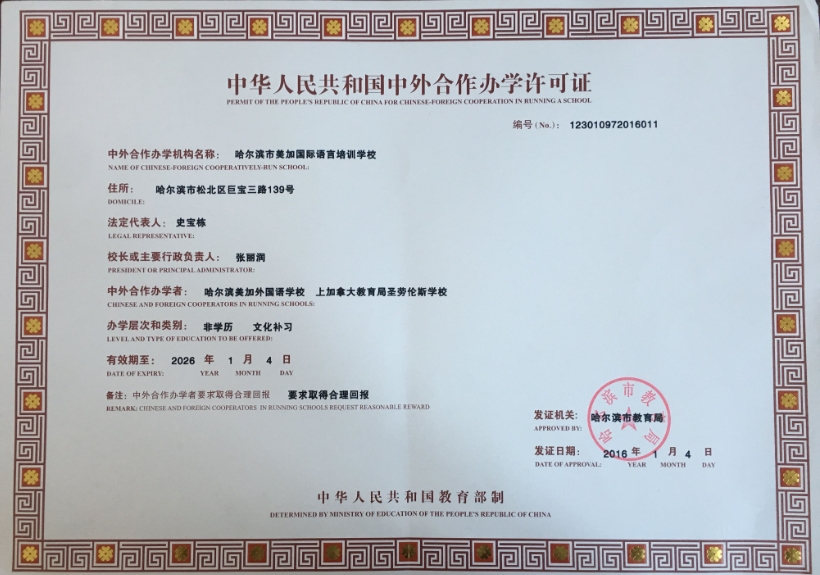 中华人民共和国中外合作办学许可证
PERMIT OF THE PEOPLE'S REPUBLIC OF CHINA FOR CHINESE-FOREIGN COOPERATION IN RUNNING A SCHOOL
编号(No.): 123010972016011
中外合作办学机构名称: 哈尔滨市美加国际语言培训学校
NAME OF CHINESE-FOREIGN COOPERATIVELY-RUN SCHOOL:
住所: 哈尔滨市松北区巨宝三路139号
DOMICILE:
法定代表人: 史宝栋
LEGAL REPRESENTATIVE:
校长或主要行政负责人: 张丽润
PRESIDENT OR PRINCIPAL ADMINISTRATOR:
中外合作办学者: 哈尔滨美加外国语学校 上加拿大教育局圣劳伦斯学校
CHINESE AND FOREIGN COOPERATORS IN RUNNING SCHOOLS:
办学层次和类别: 非学历 文化补习
LEVEL AND TYPE OF EDUCATION TO BE OFFERED:
有效期至: 2026 年 1 月 4 日
DATE OF EXPIRY: YEAR MONTH DAY
备注: 中外合作办学者要求取得合理回报 要求取得合理回报
REMARK: CHINESE AND FOREIGN COOPERATORS IN RUNNING SCHOOLS REQUEST REASONABLE REWARD
发证机关: 哈尔滨市教育局
APPROVED BY:
发证日期: 2016 年 1 月 4 日
DATE OF APPROVAL: YEAR MONTH DAY
中华人民共和国教育部制
DETERMINED BY MINISTRY OF EDUCATION OF THE PEOPLE'S REPUBLIC OF CHINA